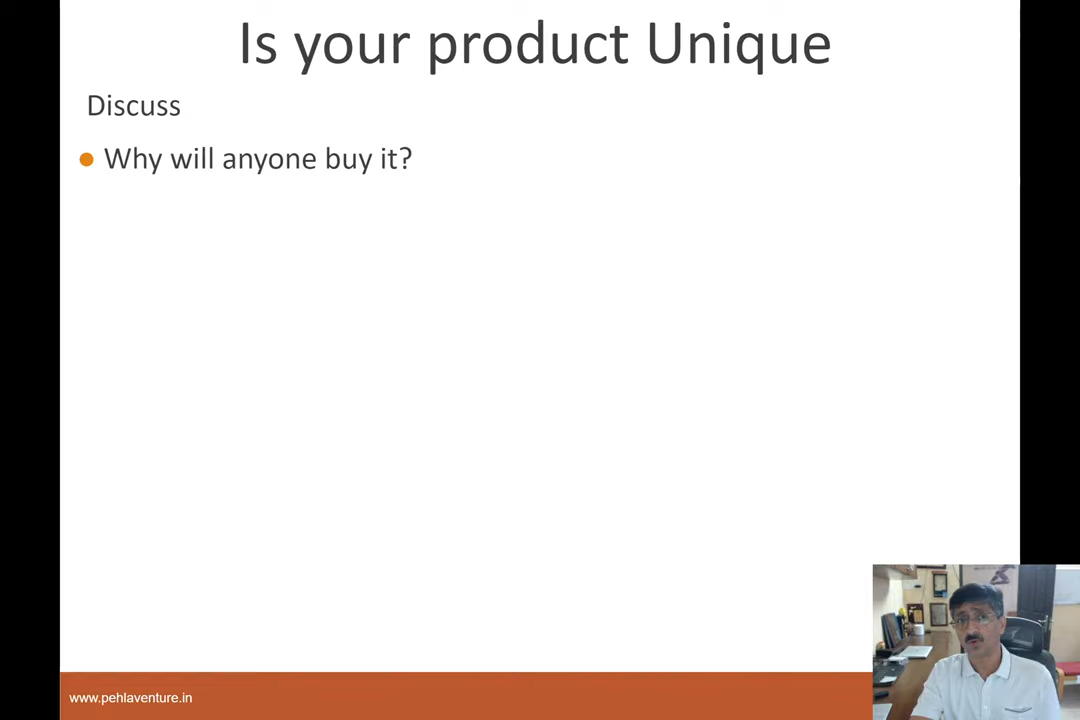 Is your product Unique
Discuss
Why will anyone buy it?
www.pehlaventure.in